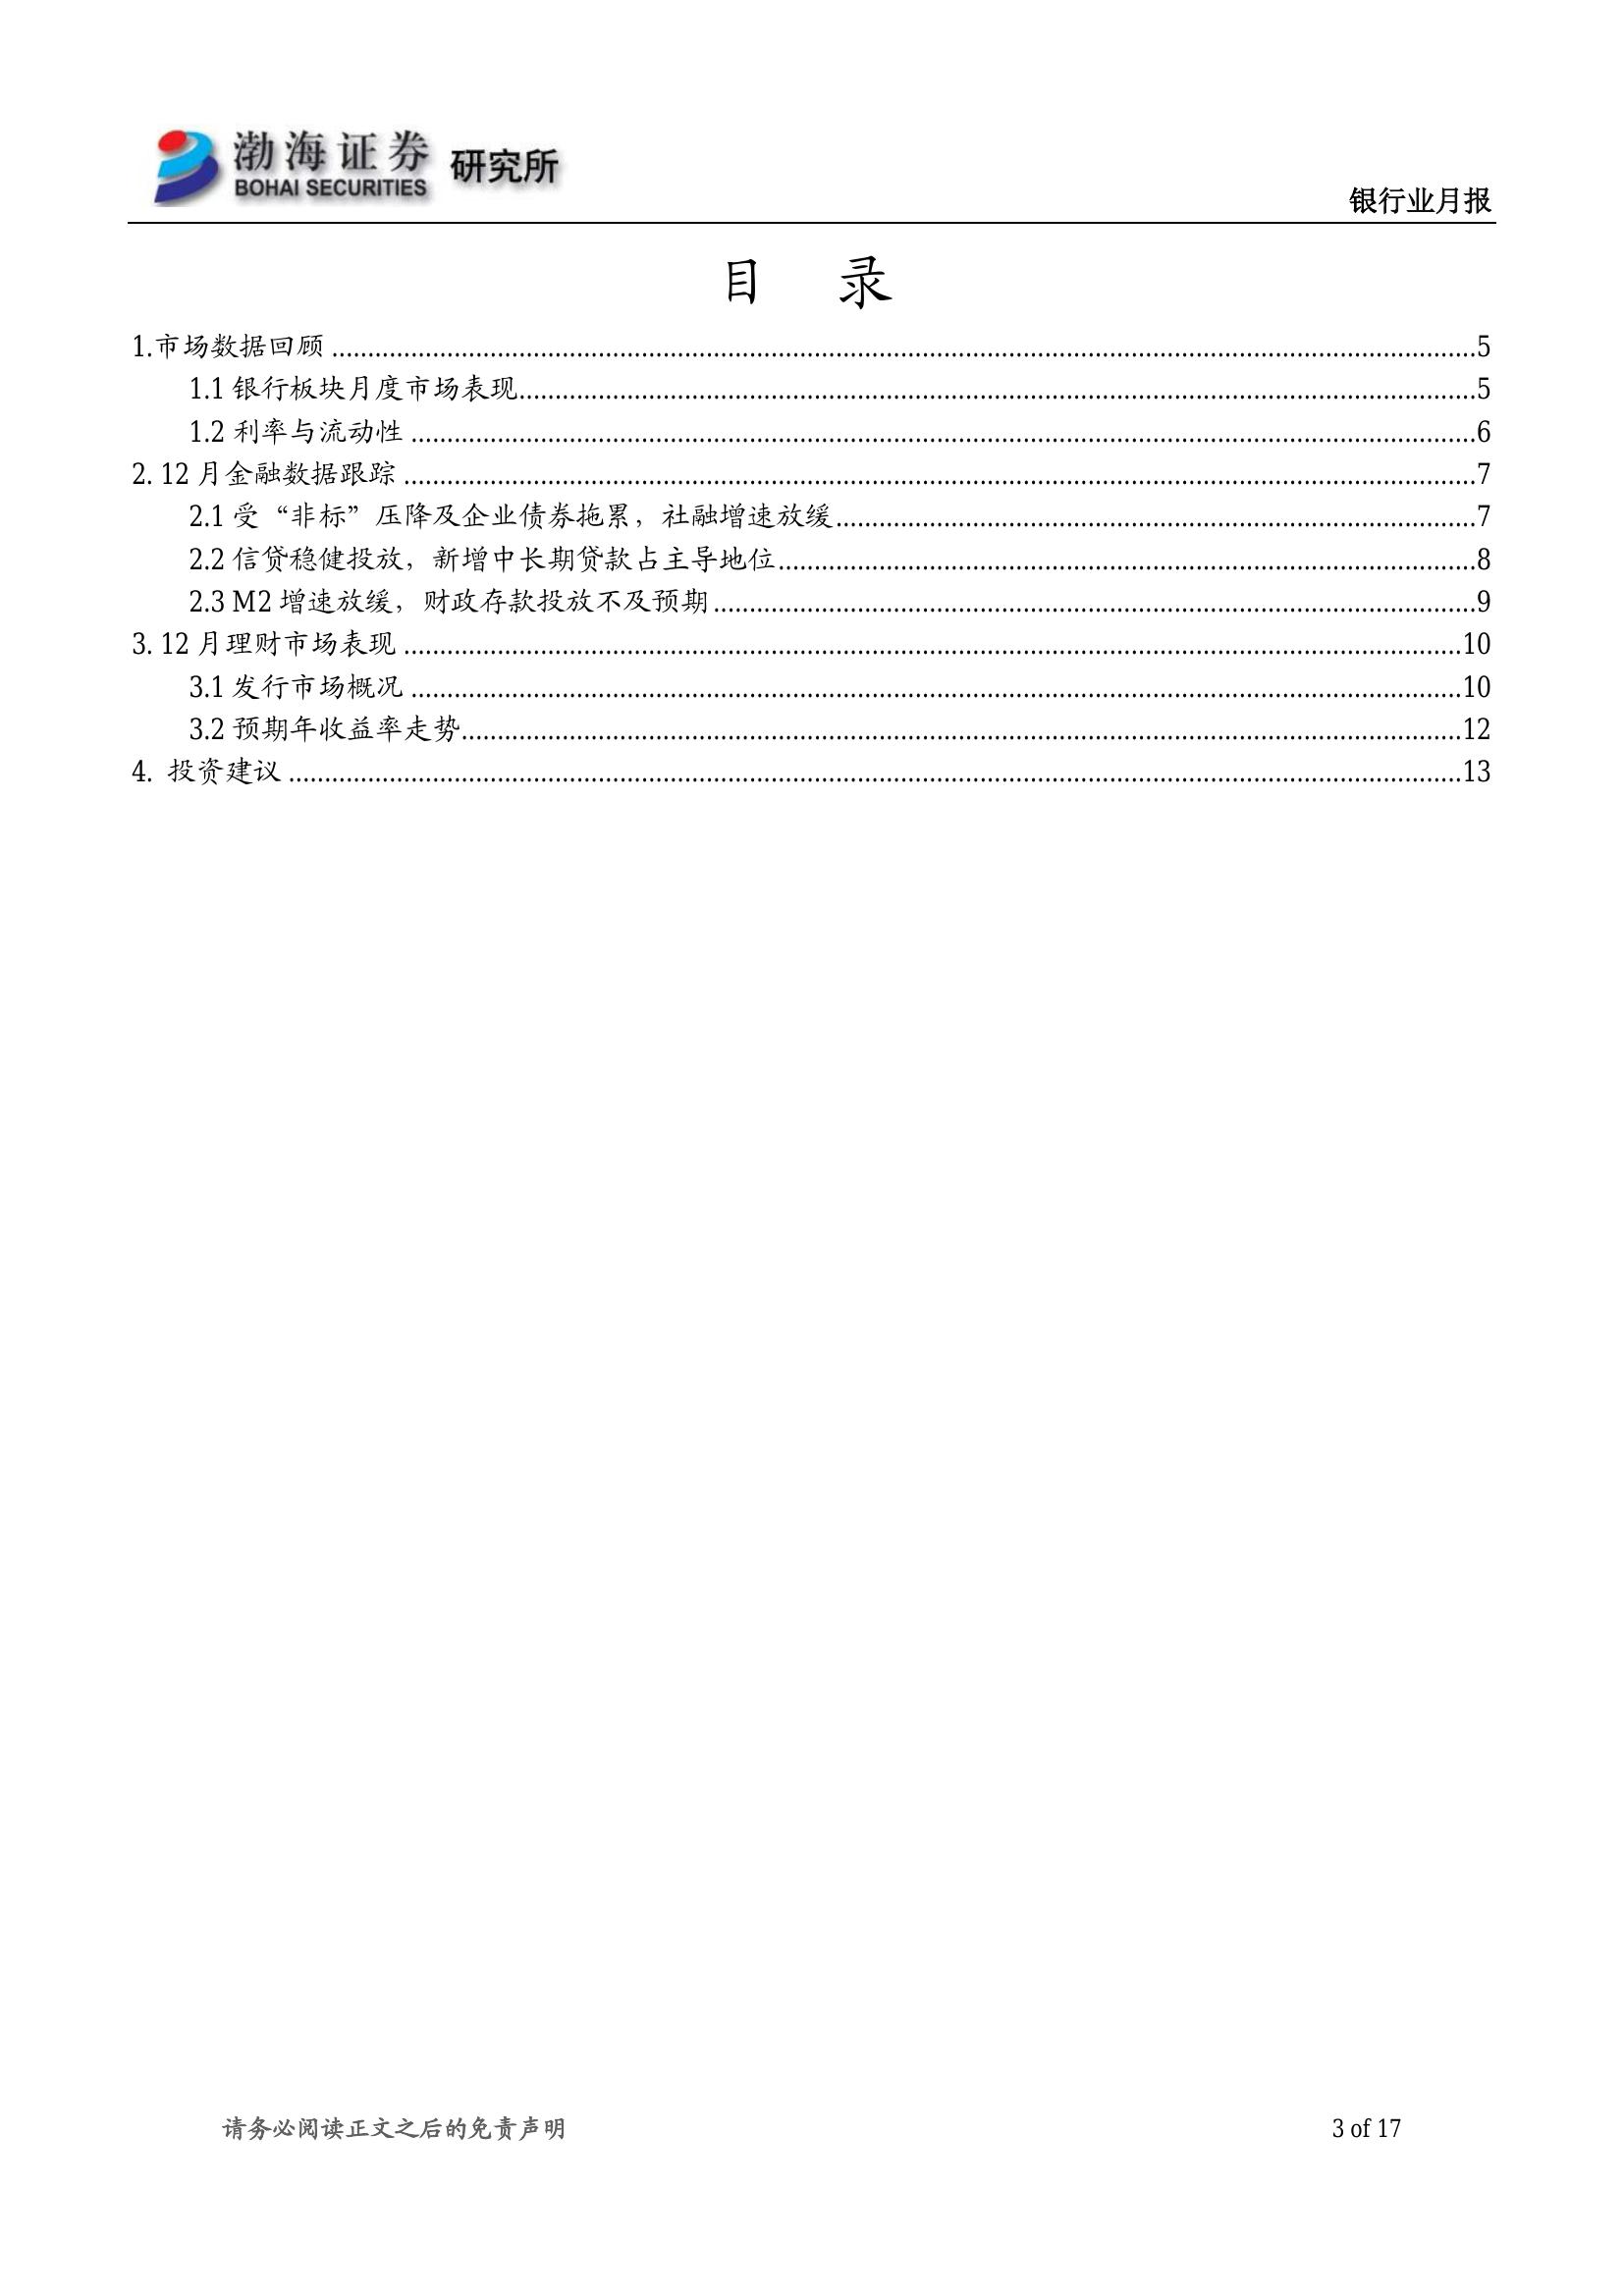 渤海证券 研究所
BOHAI SECURITIES
银行业月报
目 录
1.市场数据回顾 ........................................ 5
1.1 银行板块月度市场表现........................................ 5
1.2 利率与流动性 ........................................ 6
2. 12 月金融数据跟踪 ........................................ 7
2.1 受“非标”压降及企业债券拖累，社融增速放缓........................................ 7
2.2 信贷稳健投放，新增中长期贷款占主导地位........................................ 8
2.3 M2 增速放缓，财政存款投放不及预期 ........................................ 9
3. 12 月理财市场表现 ........................................ 10
3.1 发行市场概况 ........................................ 10
3.2 预期年收益率走势........................................ 12
4. 投资建议 ........................................ 13
请务必阅读正文之后的免责声明
3 of 17